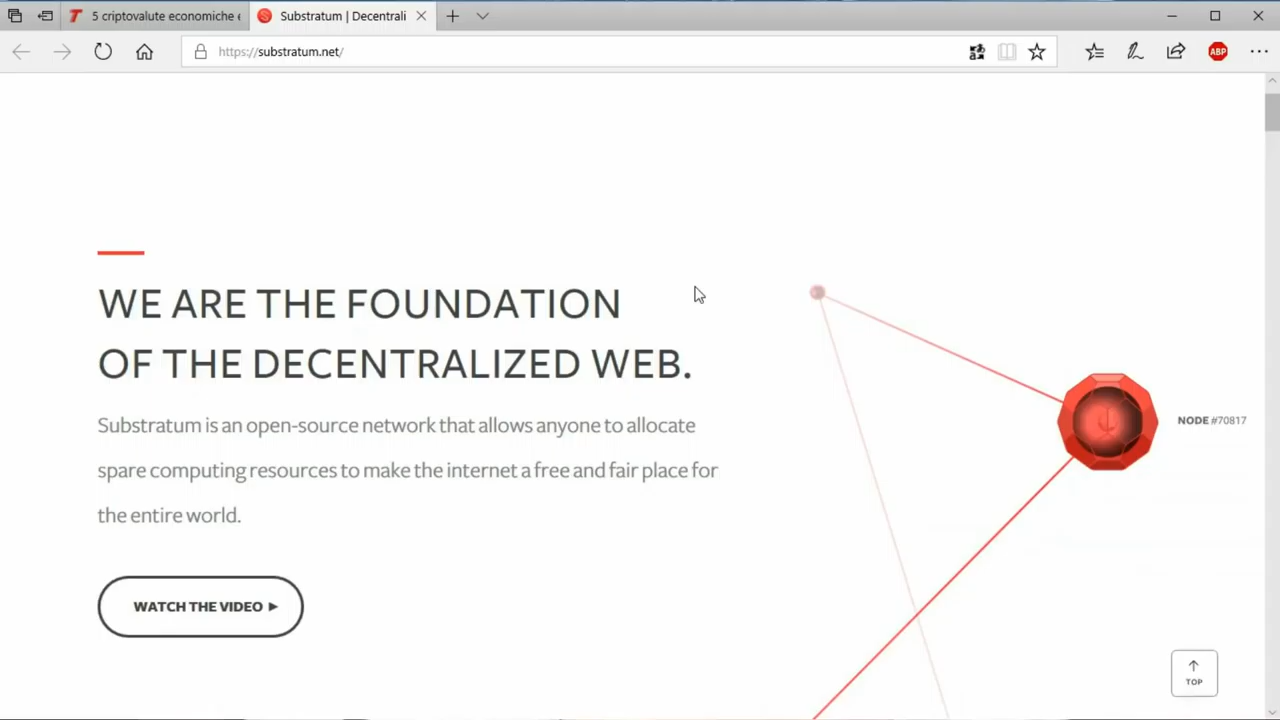 5 criptovalute economiche e
Substratum | Decentrali
https://substratum.net/
ABP
WE ARE THE FOUNDATION
OF THE DECENTRALIZED WEB.
Substratum is an open-source network that allows anyone to allocate
spare computing resources to make the internet a free and fair place for
the entire world.
WATCH THE VIDEO
NODE #70817
TOP